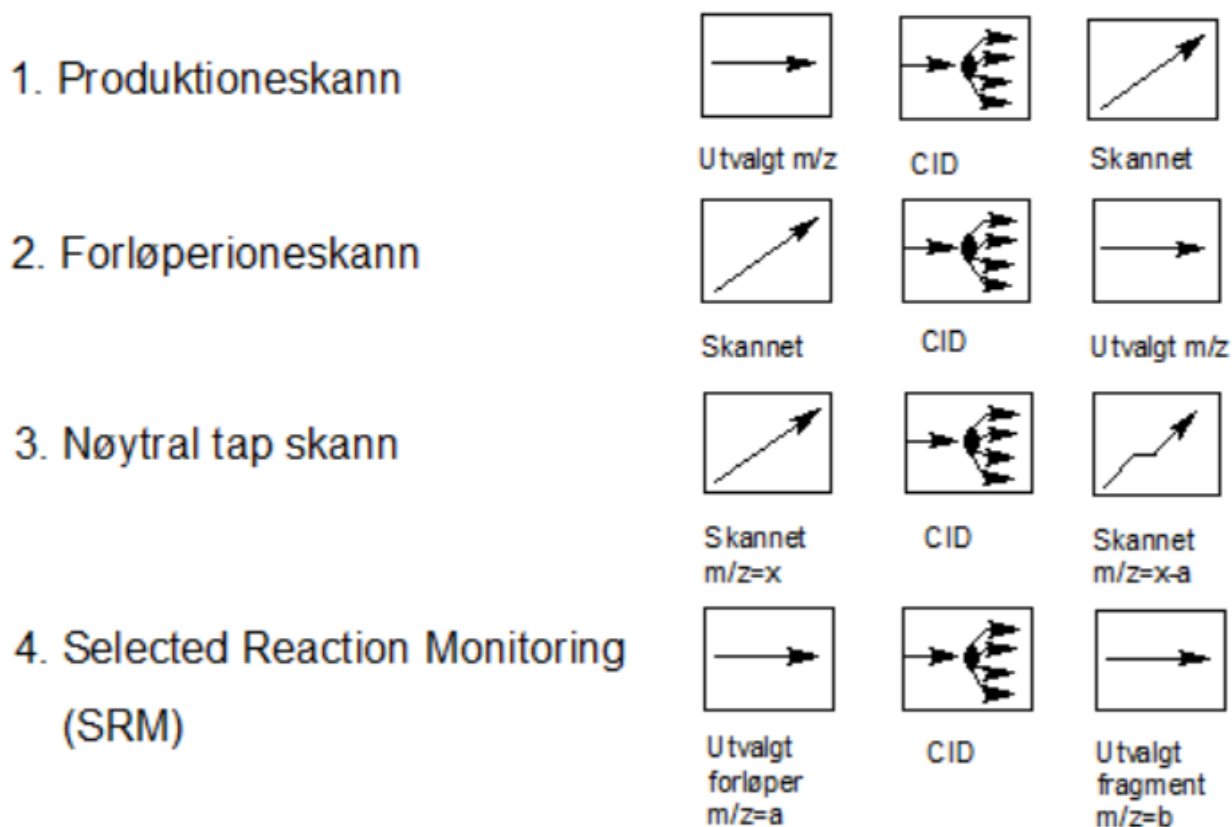 1. Produktioneskann
Utvalgt m/z
CID
Skannet
2. Forløperioneskann
Skannet
CID
Utvalgt m/z
3. Nøytral tap skann
Skannet
m/z=x
CID
Skannet
m/z=x-a
4. Selected Reaction Monitoring
(SRM)
Utvalgt
forløper
m/z=a
CID
Utvalgt
fragment
m/z=b